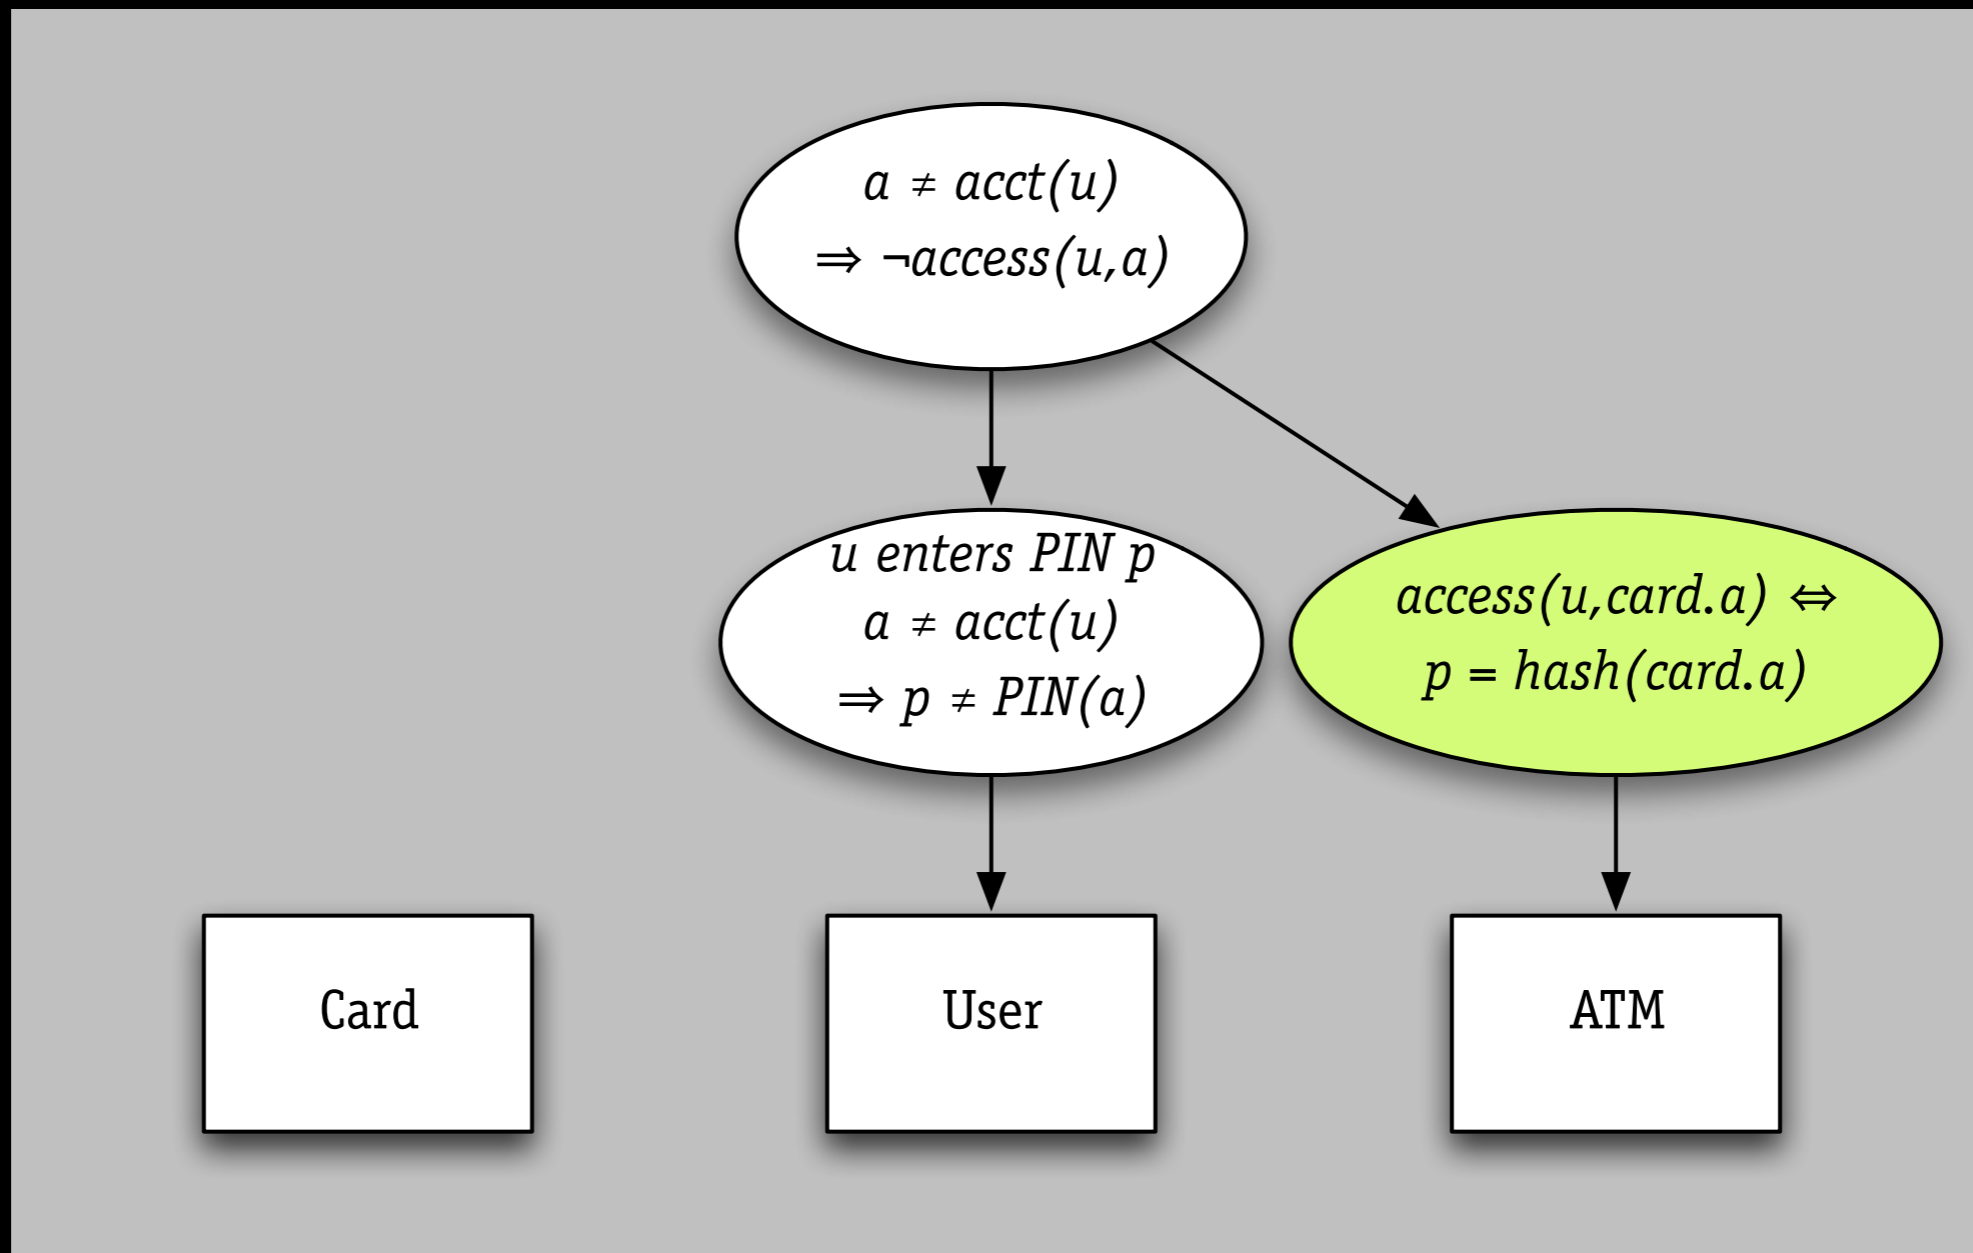 a ≠ acct(u)
⇒ ¬access(u,a)
u enters PIN p
a ≠ acct(u)
⇒ p ≠ PIN(a)
access(u,card.a) ⇔
p = hash(card.a)
Card
User
ATM